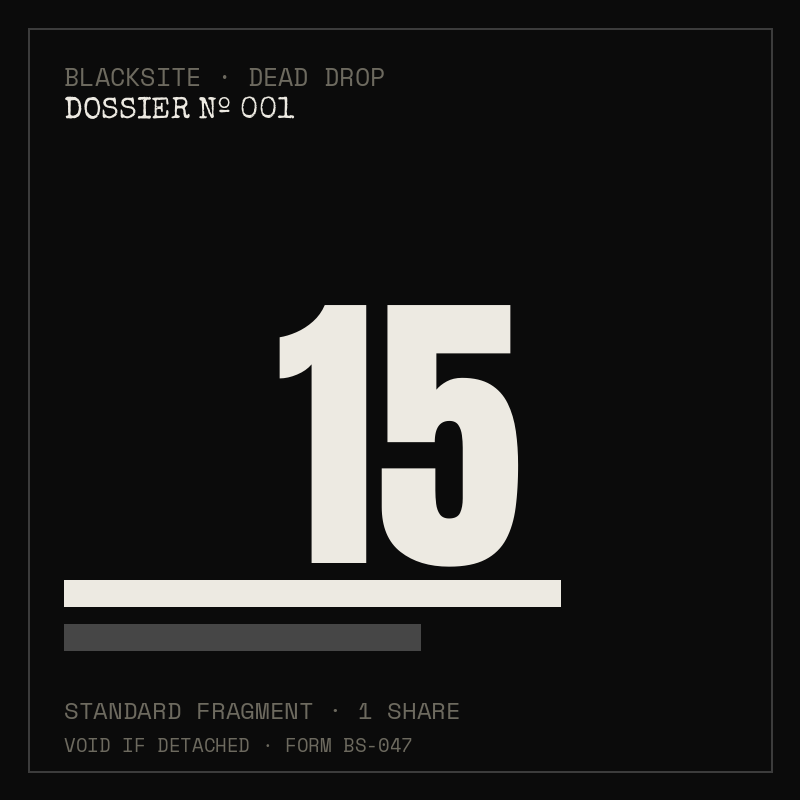 BLACKSITE · DEAD DROP
DOSSIER Nº 001
15
STANDARD FRAGMENT · 1 SHARE
VOID IF DETACHED · FORM BS-047